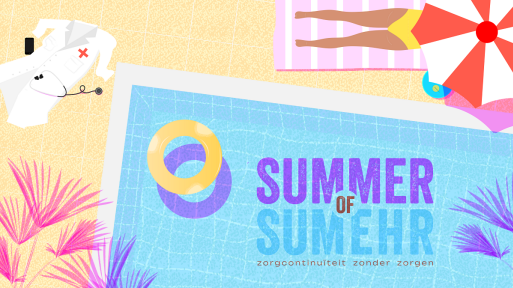 SUMMER
OF
SUMEHR
zorgcontinuïteit zonder zorgen